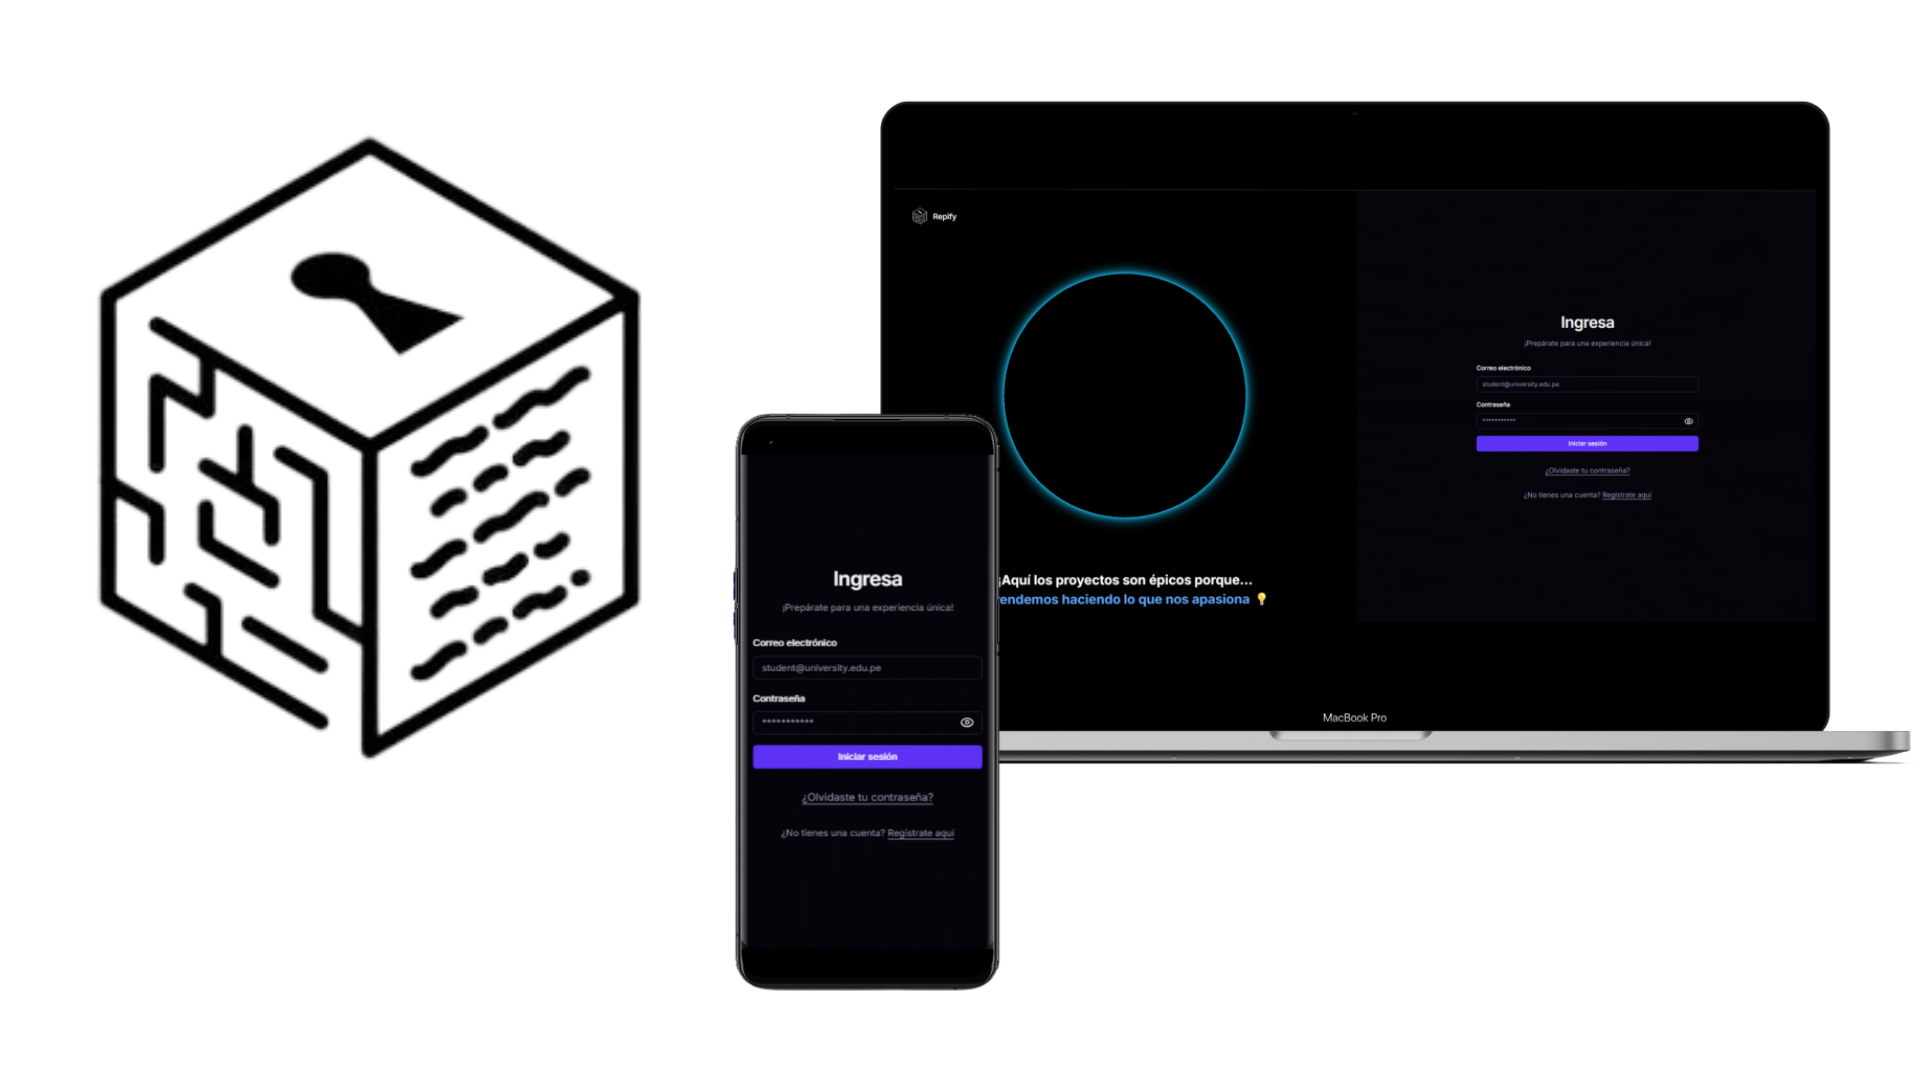 Repify
Ingresa
¡Prepárate para una experiencia única!
Correo electrónico
student@university.edu.pe
Contraseña
***********
Iniciar sesión
¿Olvidaste tu contraseña?
¿No tienes una cuenta? Regístrate aquí
¡Aquí los proyectos son épicos porque...
endemos haciendo lo que nos apasiona 💡
MacBook Pro
Ingresa
¡Prepárate para una experiencia única!
Correo electrónico
student@university.edu.pe
Contraseña
***********
Iniciar sesión
¿Olvidaste tu contraseña?
¿No tienes una cuenta? Regístrate aquí